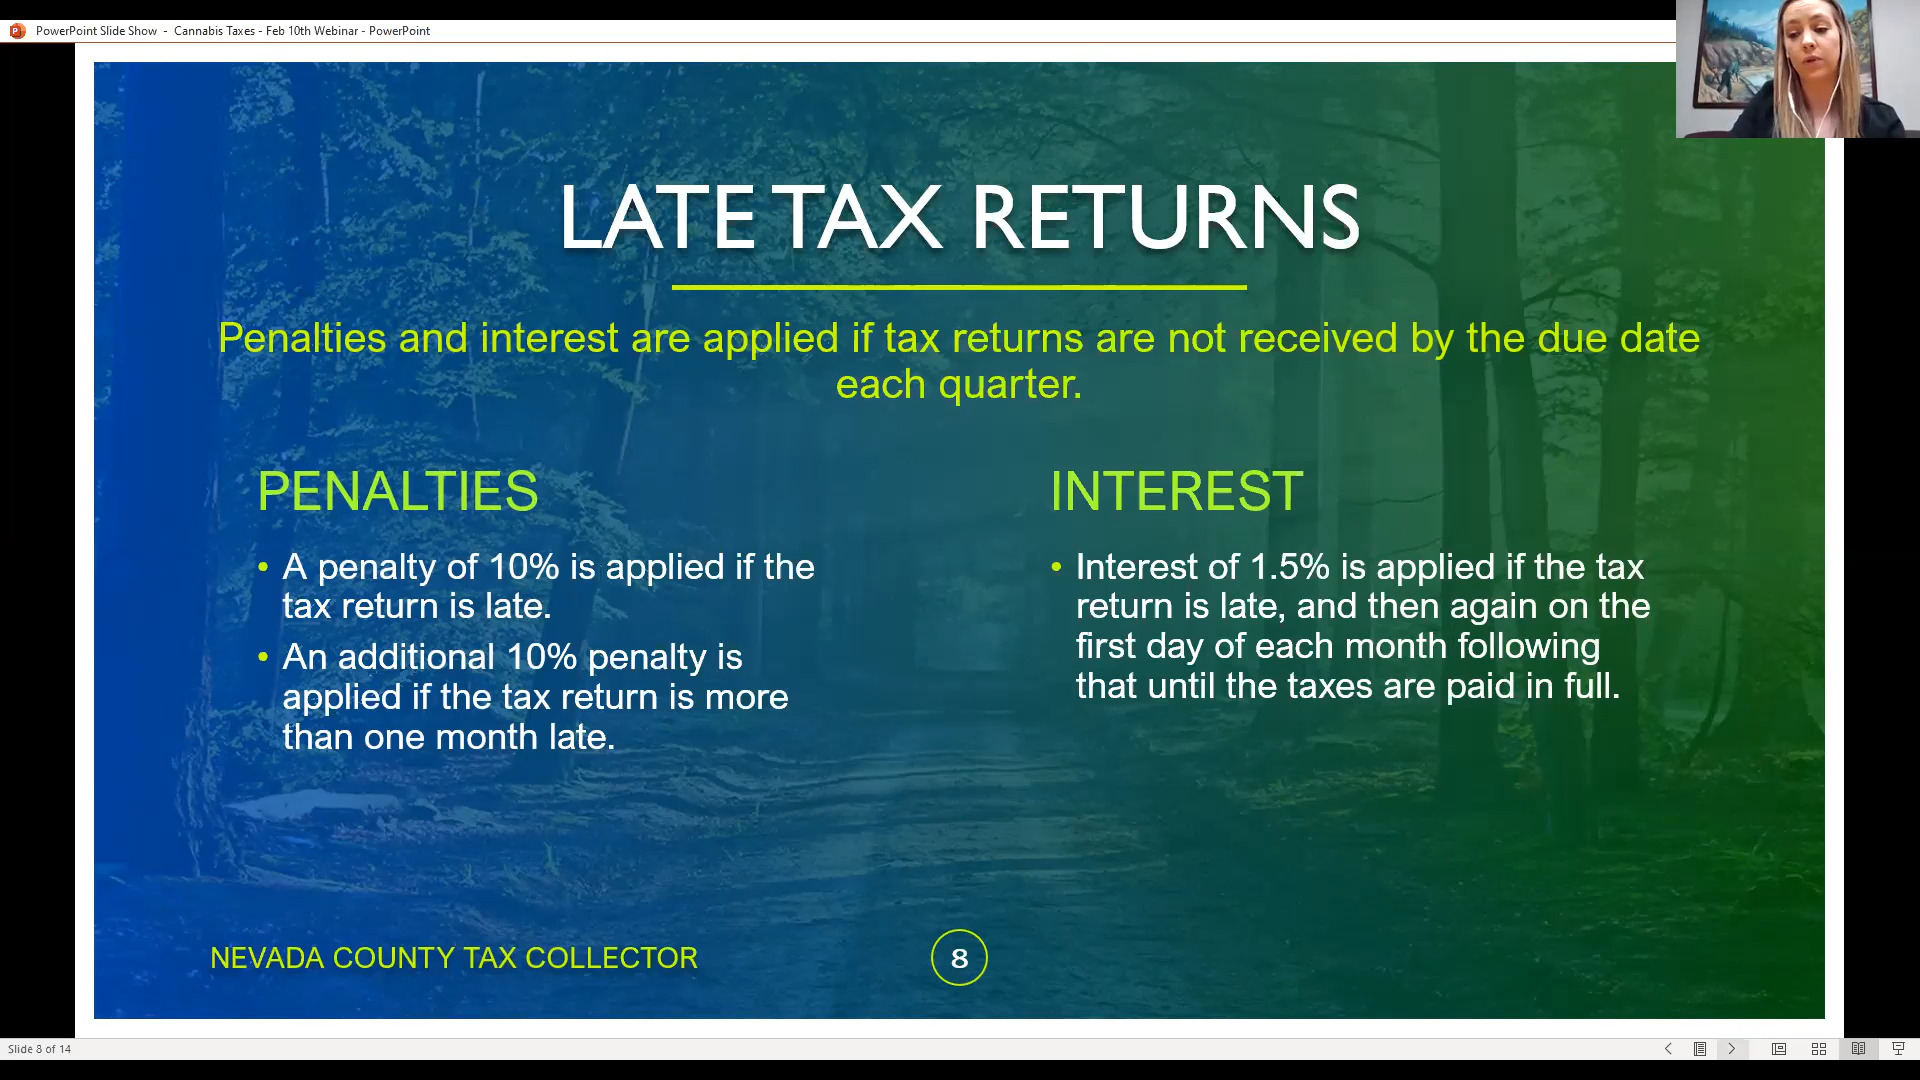 PowerPoint Slide Show - Cannabis Taxes - Feb 10th Webinar - PowerPoint
LATE TAX RETURNS
Penalties and interest are applied if tax returns are not received by the due date
each quarter.
PENALTIES
• A penalty of 10% is applied if the
tax return is late.
• An additional 10% penalty is
applied if the tax return is more
than one month late.
INTEREST
• Interest of 1.5% is applied if the tax
return is late, and then again on the
first day of each month following
that until the taxes are paid in full.
NEVADA COUNTY TAX COLLECTOR
8
Slide 8 of 14